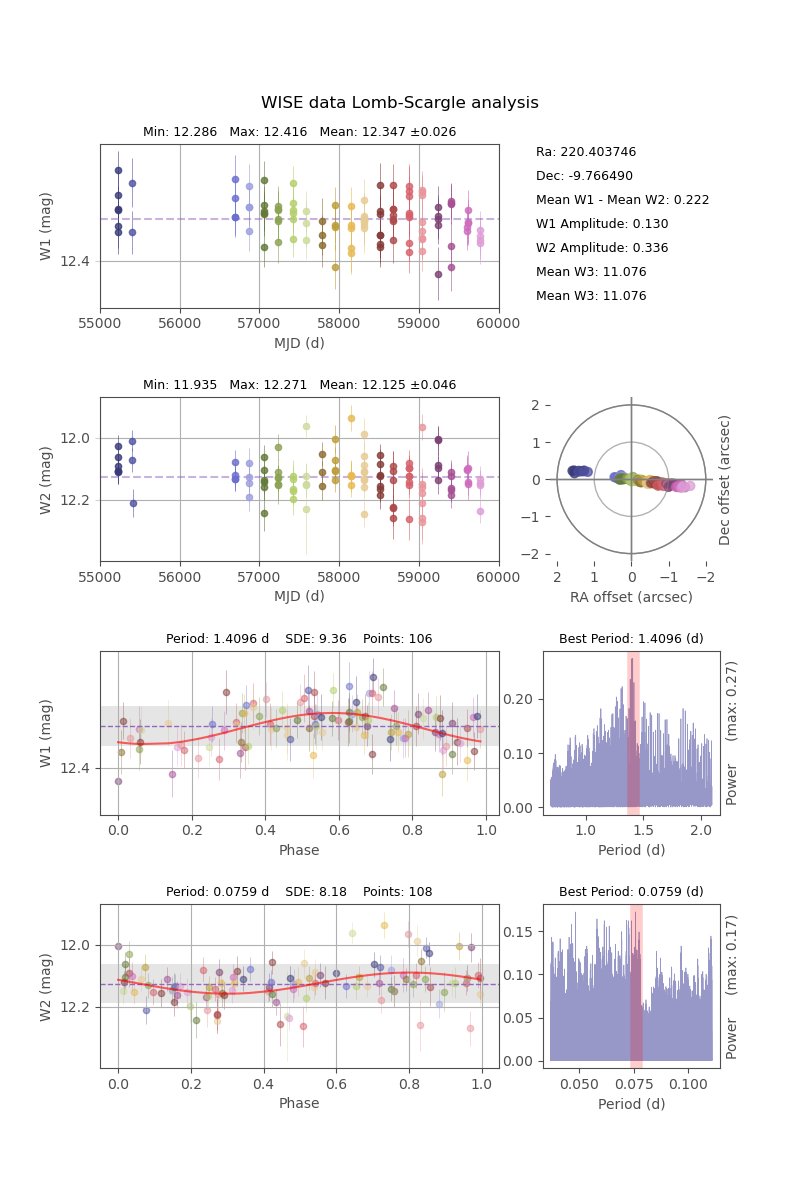 WISE data Lomb-Scargle analysis
Min: 12.286   Max: 12.416   Mean: 12.347 ±0.026
W1 (mag)
12.4
55000 56000 57000 58000 59000 60000
MJD (d)
Ra: 220.403746
Dec: -9.766490
Mean W1 - Mean W2: 0.222
W1 Amplitude: 0.130
W2 Amplitude: 0.336
Mean W3: 11.076
Mean W3: 11.076
Min: 11.935   Max: 12.271   Mean: 12.125 ±0.046
W2 (mag)
12.0
12.2
55000 56000 57000 58000 59000 60000
MJD (d)
2
1
0
−1
−2
2 1 0 −1 −2
RA offset (arcsec)
Dec offset (arcsec)
Period: 1.4096 d    SDE: 9.36    Points: 106
W1 (mag)
12.4
0.0 0.2 0.4 0.6 0.8 1.0
Phase
Best Period: 1.4096 (d)
0.20
0.10
0.00
1.0 1.5 2.0
Period (d)
Power    (max: 0.27)
Period: 0.0759 d    SDE: 8.18    Points: 108
W2 (mag)
12.0
12.2
0.0 0.2 0.4 0.6 0.8 1.0
Phase
Best Period: 0.0759 (d)
0.15
0.10
0.05
0.00
0.050 0.075 0.100
Period (d)
Power    (max: 0.17)